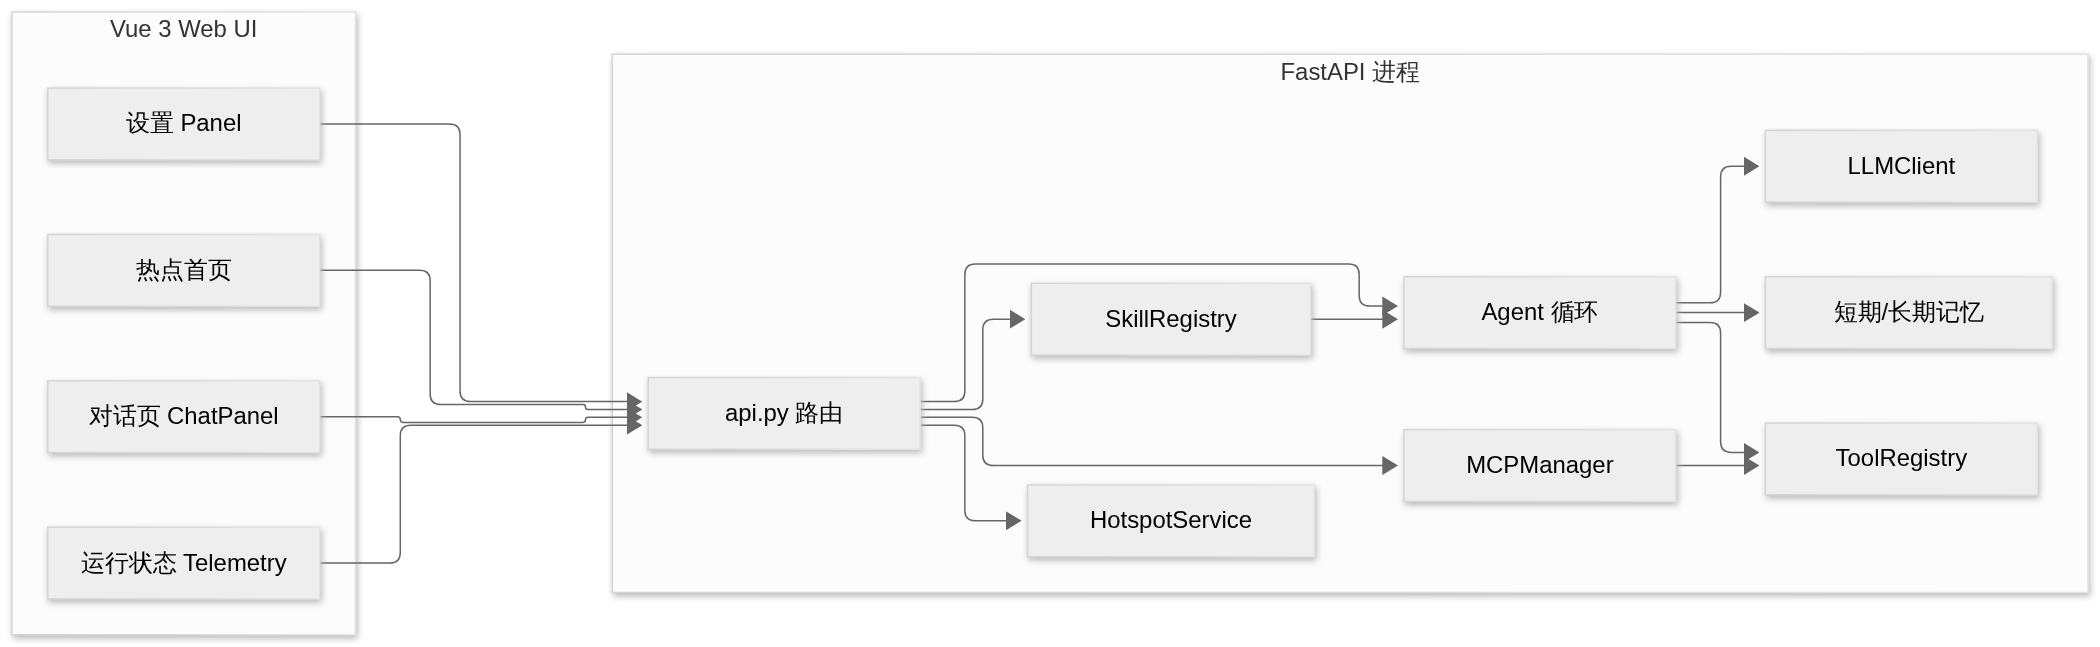 Vue 3 Web UI
设置 Panel
热点首页
对话页 ChatPanel
运行状态 Telemetry
FastAPI 进程
api.py 路由
SkillRegistry
HotspotService
Agent 循环
MCPManager
LLMClient
短期/长期记忆
ToolRegistry